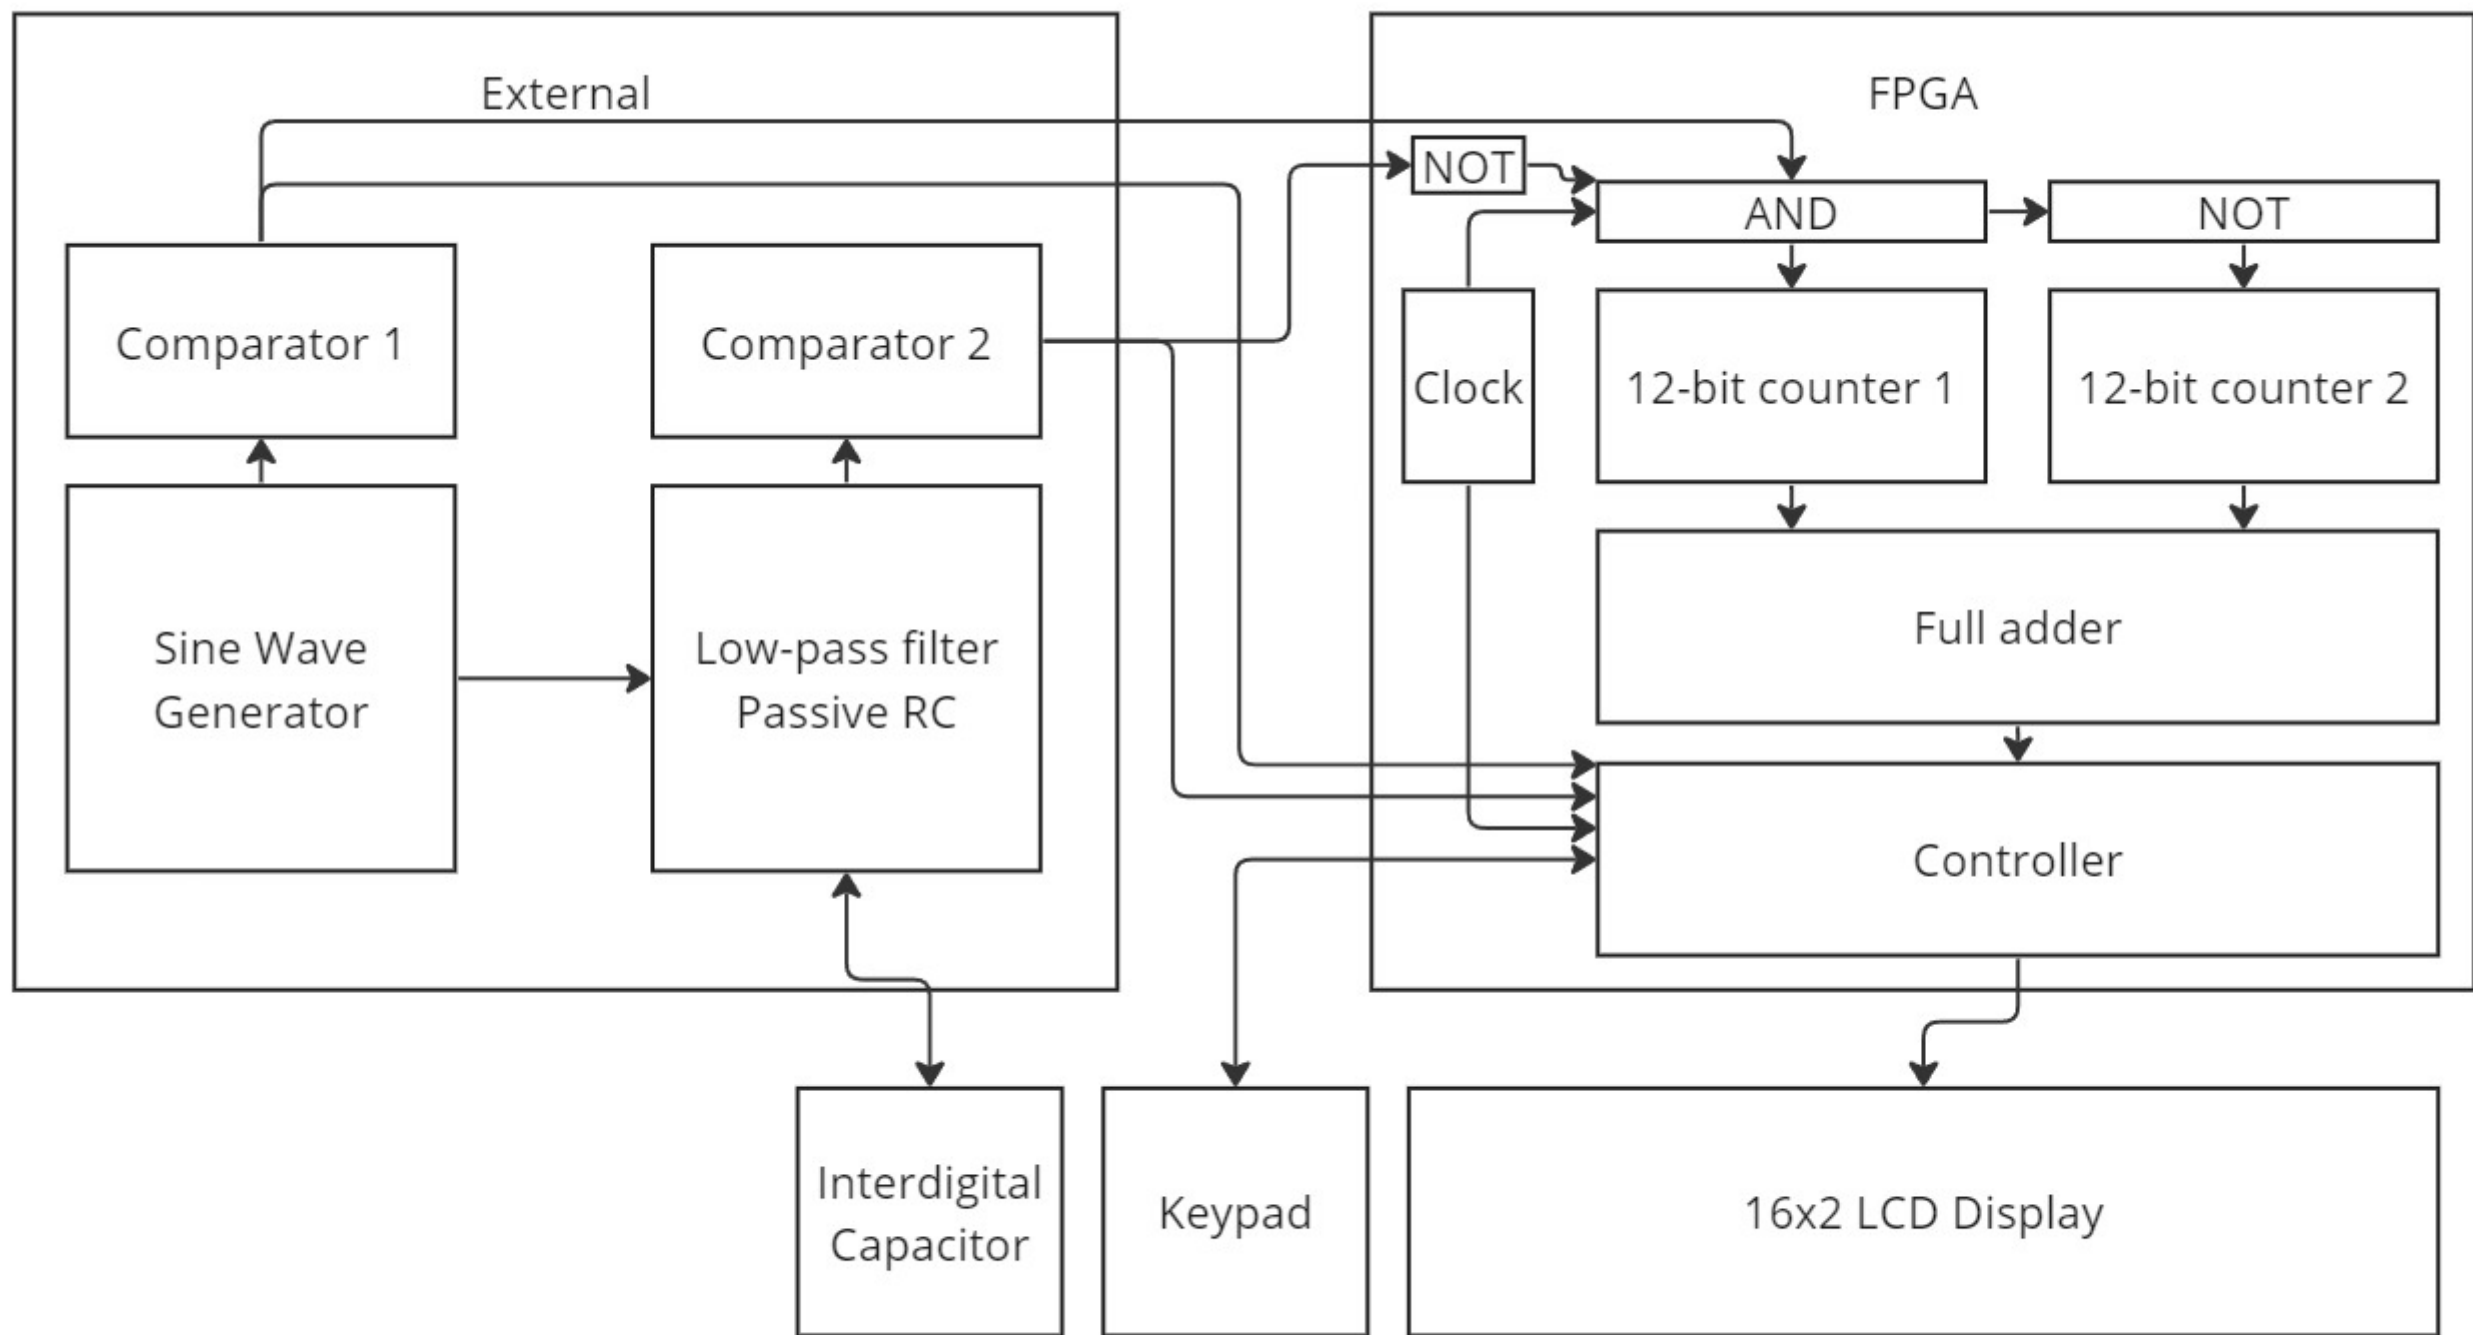 External
FPGA
NOT
AND
NOT
Comparator 1
Comparator 2
Clock
12-bit counter 1
12-bit counter 2
Sine Wave
Generator
Low-pass filter
Passive RC
Full adder
Controller
Interdigital
Capacitor
Keypad
16x2 LCD Display